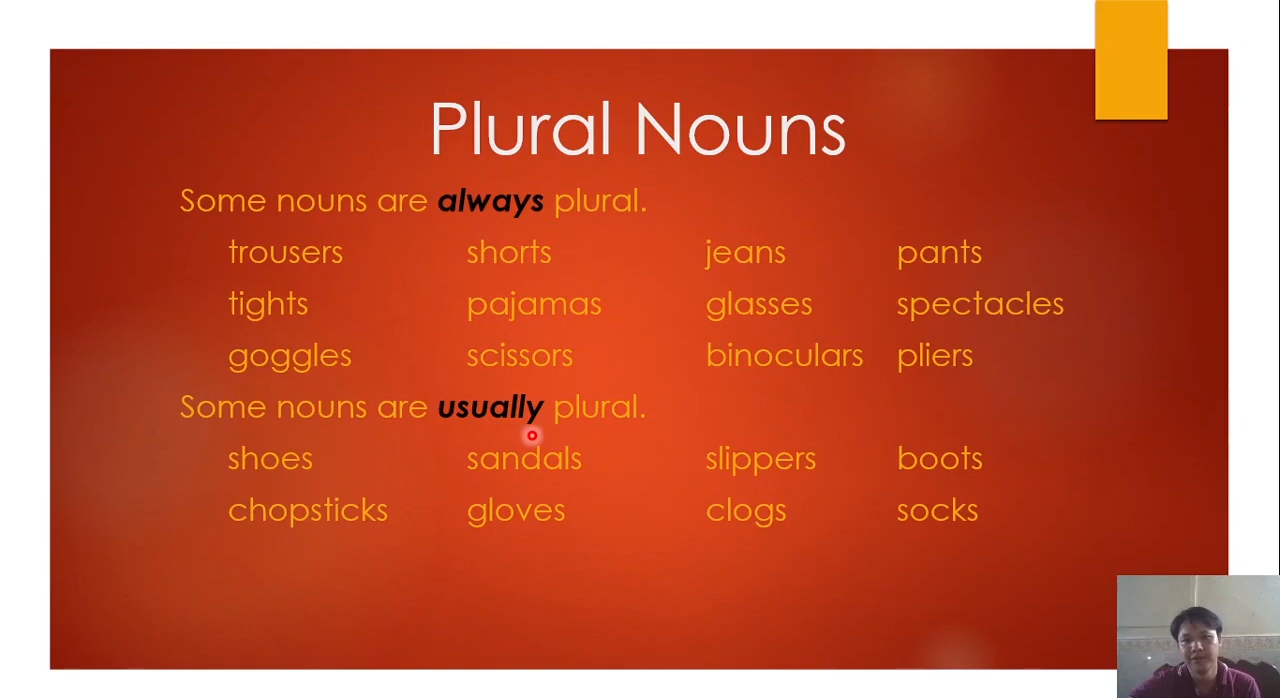 Plural Nouns
Some nouns are always plural.
trousers shorts jeans pants
tights pajamas glasses spectacles
goggles scissors binoculars pliers
Some nouns are usually plural.
shoes sandals slippers boots
chopsticks gloves clogs socks